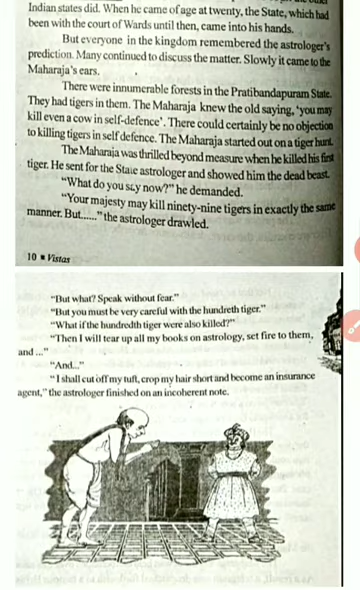 Indian states did. When he came of age at twenty, the State, which had
been with the court of Wards until then, came into his hands.
But everyone in the kingdom remembered the astrologer's
prediction. Many continued to discuss the matter. Slowly it came to the
Maharaja's ears.
There were innumerable forests in the Pratibandapuram State.
They had tigers in them. The Maharaja knew the old saying, 'you may
kill even a cow in self-defence'. There could certainly be no objection
to killing tigers in self defence. The Maharaja started out on a tiger hunt.
The Maharaja was thrilled beyond measure when he killed his first
tiger. He sent for the State astrologer and showed him the dead beast.
"What do you say now?" he demanded.
"Your majesty may kill ninety-nine tigers in exactly the same
manner. But......" the astrologer drawled.
10 ■ Vistas
"But what? Speak without fear."
"But you must be very careful with the hundreth tiger."
"What if the hundredth tiger were also killed?"
"Then I will tear up all my books on astrology, set fire to them,
and ..."
"And..."
"I shall cut off my tuft, crop my hair short and become an insurance
agent," the astrologer finished on an incoherent note.